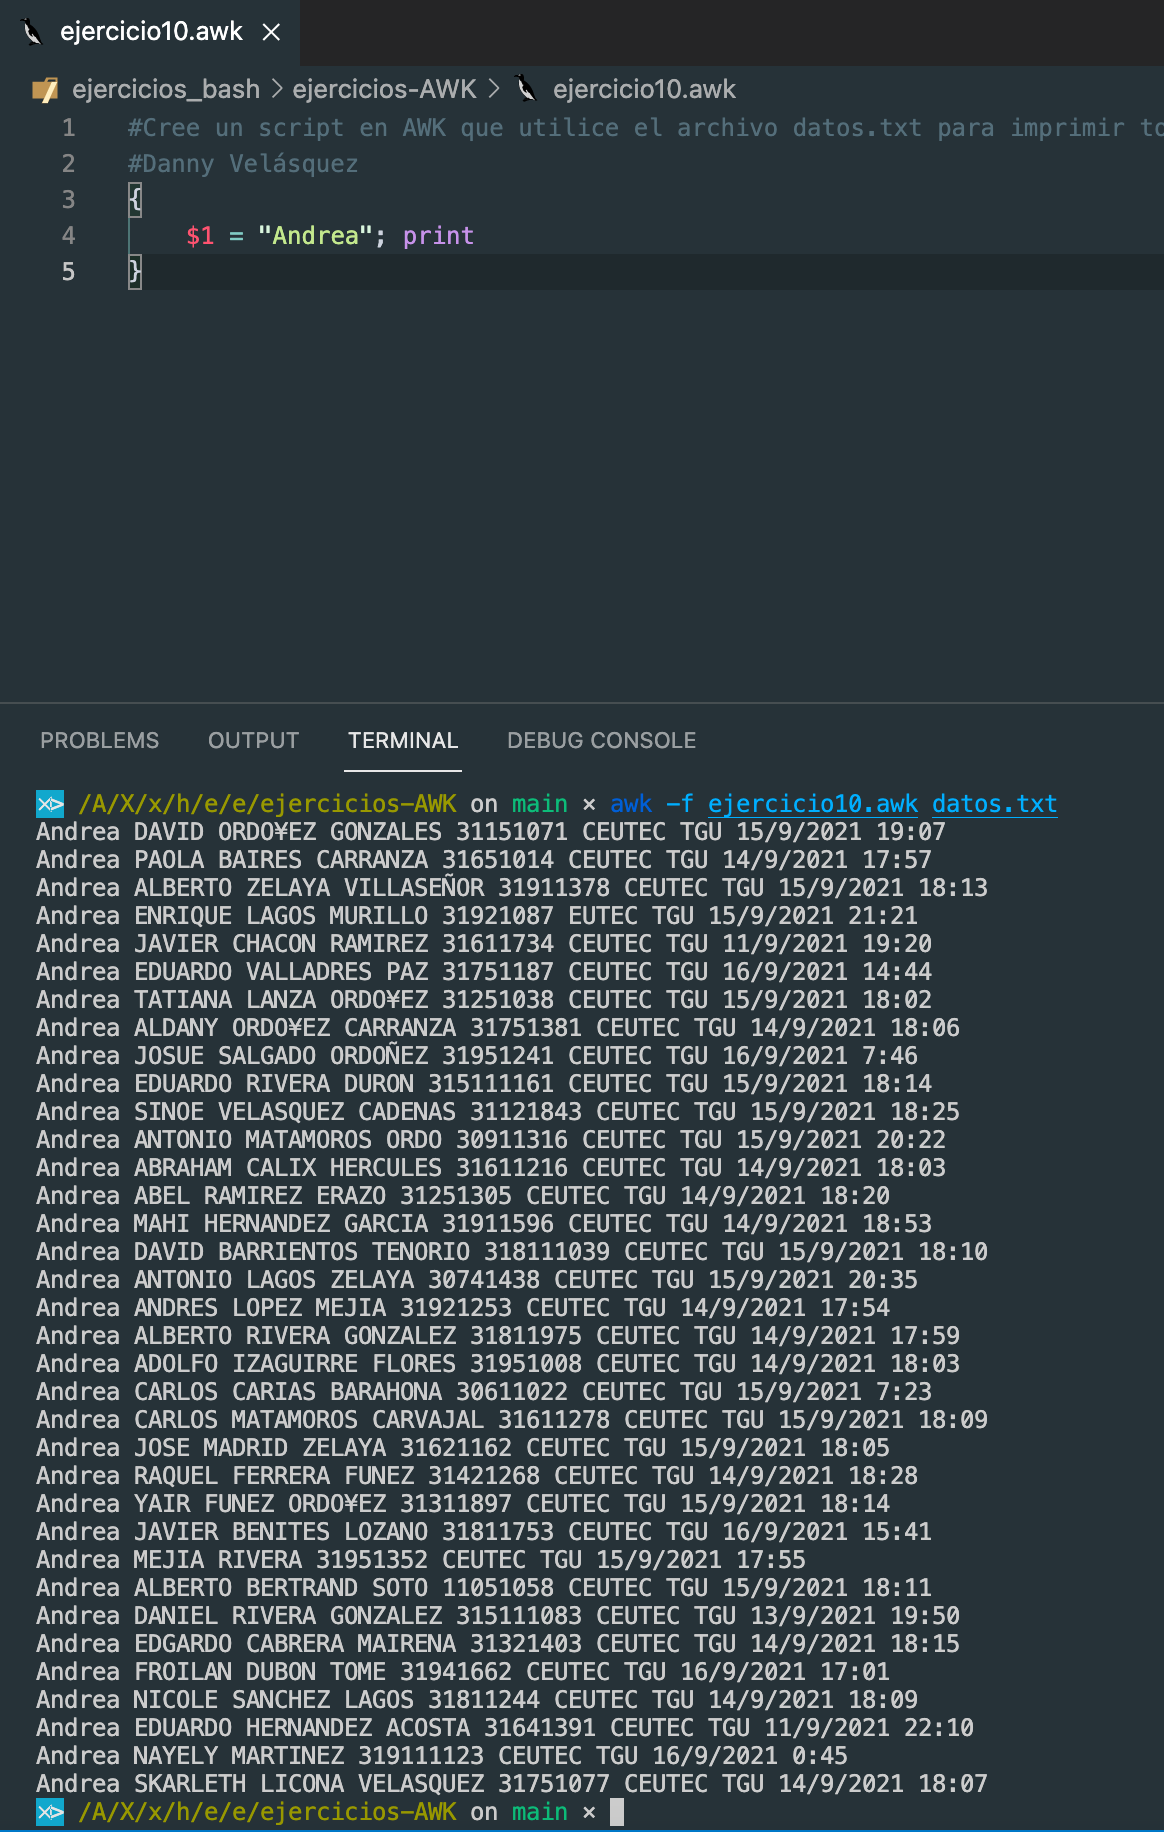 ejercicio10.awk ×
ejercicios_bash > ejercicios-AWK > ejercicio10.awk
1 #Cree un script en AWK que utilice el archivo datos.txt para imprimir to
2 #Danny Velásquez
3 {
4 $1 = "Andrea"; print
5 }
PROBLEMS OUTPUT TERMINAL DEBUG CONSOLE
/A/X/x/h/e/e/ejercicios-AWK on main × awk -f ejercicio10.awk datos.txt
Andrea DAVID ORDO¥EZ GONZALES 31151071 CEUTEC TGU 15/9/2021 19:07
Andrea PAOLA BAIRES CARRANZA 31651014 CEUTEC TGU 14/9/2021 17:57
Andrea ALBERTO ZELAYA VILLASEÑOR 31911378 CEUTEC TGU 15/9/2021 18:13
Andrea ENRIQUE LAGOS MURILLO 31921087 EUTEC TGU 15/9/2021 21:21
Andrea JAVIER CHACON RAMIREZ 31611734 CEUTEC TGU 11/9/2021 19:20
Andrea EDUARDO VALLADRES PAZ 31751187 CEUTEC TGU 16/9/2021 14:44
Andrea TATIANA LANZA ORDO¥EZ 31251038 CEUTEC TGU 15/9/2021 18:02
Andrea ALDANY ORDO¥EZ CARRANZA 31751381 CEUTEC TGU 14/9/2021 18:06
Andrea JOSUE SALGADO ORDOÑEZ 31951241 CEUTEC TGU 16/9/2021 7:46
Andrea EDUARDO RIVERA DURON 315111161 CEUTEC TGU 15/9/2021 18:14
Andrea SINOE VELASQUEZ CADENAS 31121843 CEUTEC TGU 15/9/2021 18:25
Andrea ANTONIO MATAMOROS ORDO 30911316 CEUTEC TGU 15/9/2021 20:22
Andrea ABRAHAM CALIX HERCULES 31611216 CEUTEC TGU 14/9/2021 18:03
Andrea ABEL RAMIREZ ERAZO 31251305 CEUTEC TGU 14/9/2021 18:20
Andrea MAHI HERNANDEZ GARCIA 31911596 CEUTEC TGU 14/9/2021 18:53
Andrea DAVID BARRIENTOS TENORIO 318111039 CEUTEC TGU 15/9/2021 18:10
Andrea ANTONIO LAGOS ZELAYA 30741438 CEUTEC TGU 15/9/2021 20:35
Andrea ANDRES LOPEZ MEJIA 31921253 CEUTEC TGU 14/9/2021 17:54
Andrea ALBERTO RIVERA GONZALEZ 31811975 CEUTEC TGU 14/9/2021 17:59
Andrea ADOLFO IZAGUIRRE FLORES 31951008 CEUTEC TGU 14/9/2021 18:03
Andrea CARLOS CARIAS BARAHONA 30611022 CEUTEC TGU 15/9/2021 7:23
Andrea CARLOS MATAMOROS CARVAJAL 31611278 CEUTEC TGU 15/9/2021 18:09
Andrea JOSE MADRID ZELAYA 31621162 CEUTEC TGU 15/9/2021 18:05
Andrea RAQUEL FERRERA FUNEZ 31421268 CEUTEC TGU 14/9/2021 18:28
Andrea YAIR FUNEZ ORDO¥EZ 31311897 CEUTEC TGU 15/9/2021 18:14
Andrea JAVIER BENITES LOZANO 31811753 CEUTEC TGU 16/9/2021 15:41
Andrea MEJIA RIVERA 31951352 CEUTEC TGU 15/9/2021 17:55
Andrea ALBERTO BERTRAND SOTO 11051058 CEUTEC TGU 15/9/2021 18:11
Andrea DANIEL RIVERA GONZALEZ 315111083 CEUTEC TGU 13/9/2021 19:50
Andrea EDGARDO CABRERA MAIRENA 31321403 CEUTEC TGU 14/9/2021 18:15
Andrea FROILAN DUBON TOME 31941662 CEUTEC TGU 16/9/2021 17:01
Andrea NICOLE SANCHEZ LAGOS 31811244 CEUTEC TGU 14/9/2021 18:09
Andrea EDUARDO HERNANDEZ ACOSTA 31641391 CEUTEC TGU 11/9/2021 22:10
Andrea NAYELY MARTINEZ 319111123 CEUTEC TGU 16/9/2021 0:45
Andrea SKARLETH LICONA VELASQUEZ 31751077 CEUTEC TGU 14/9/2021 18:07
/A/X/x/h/e/e/ejercicios-AWK on main ×